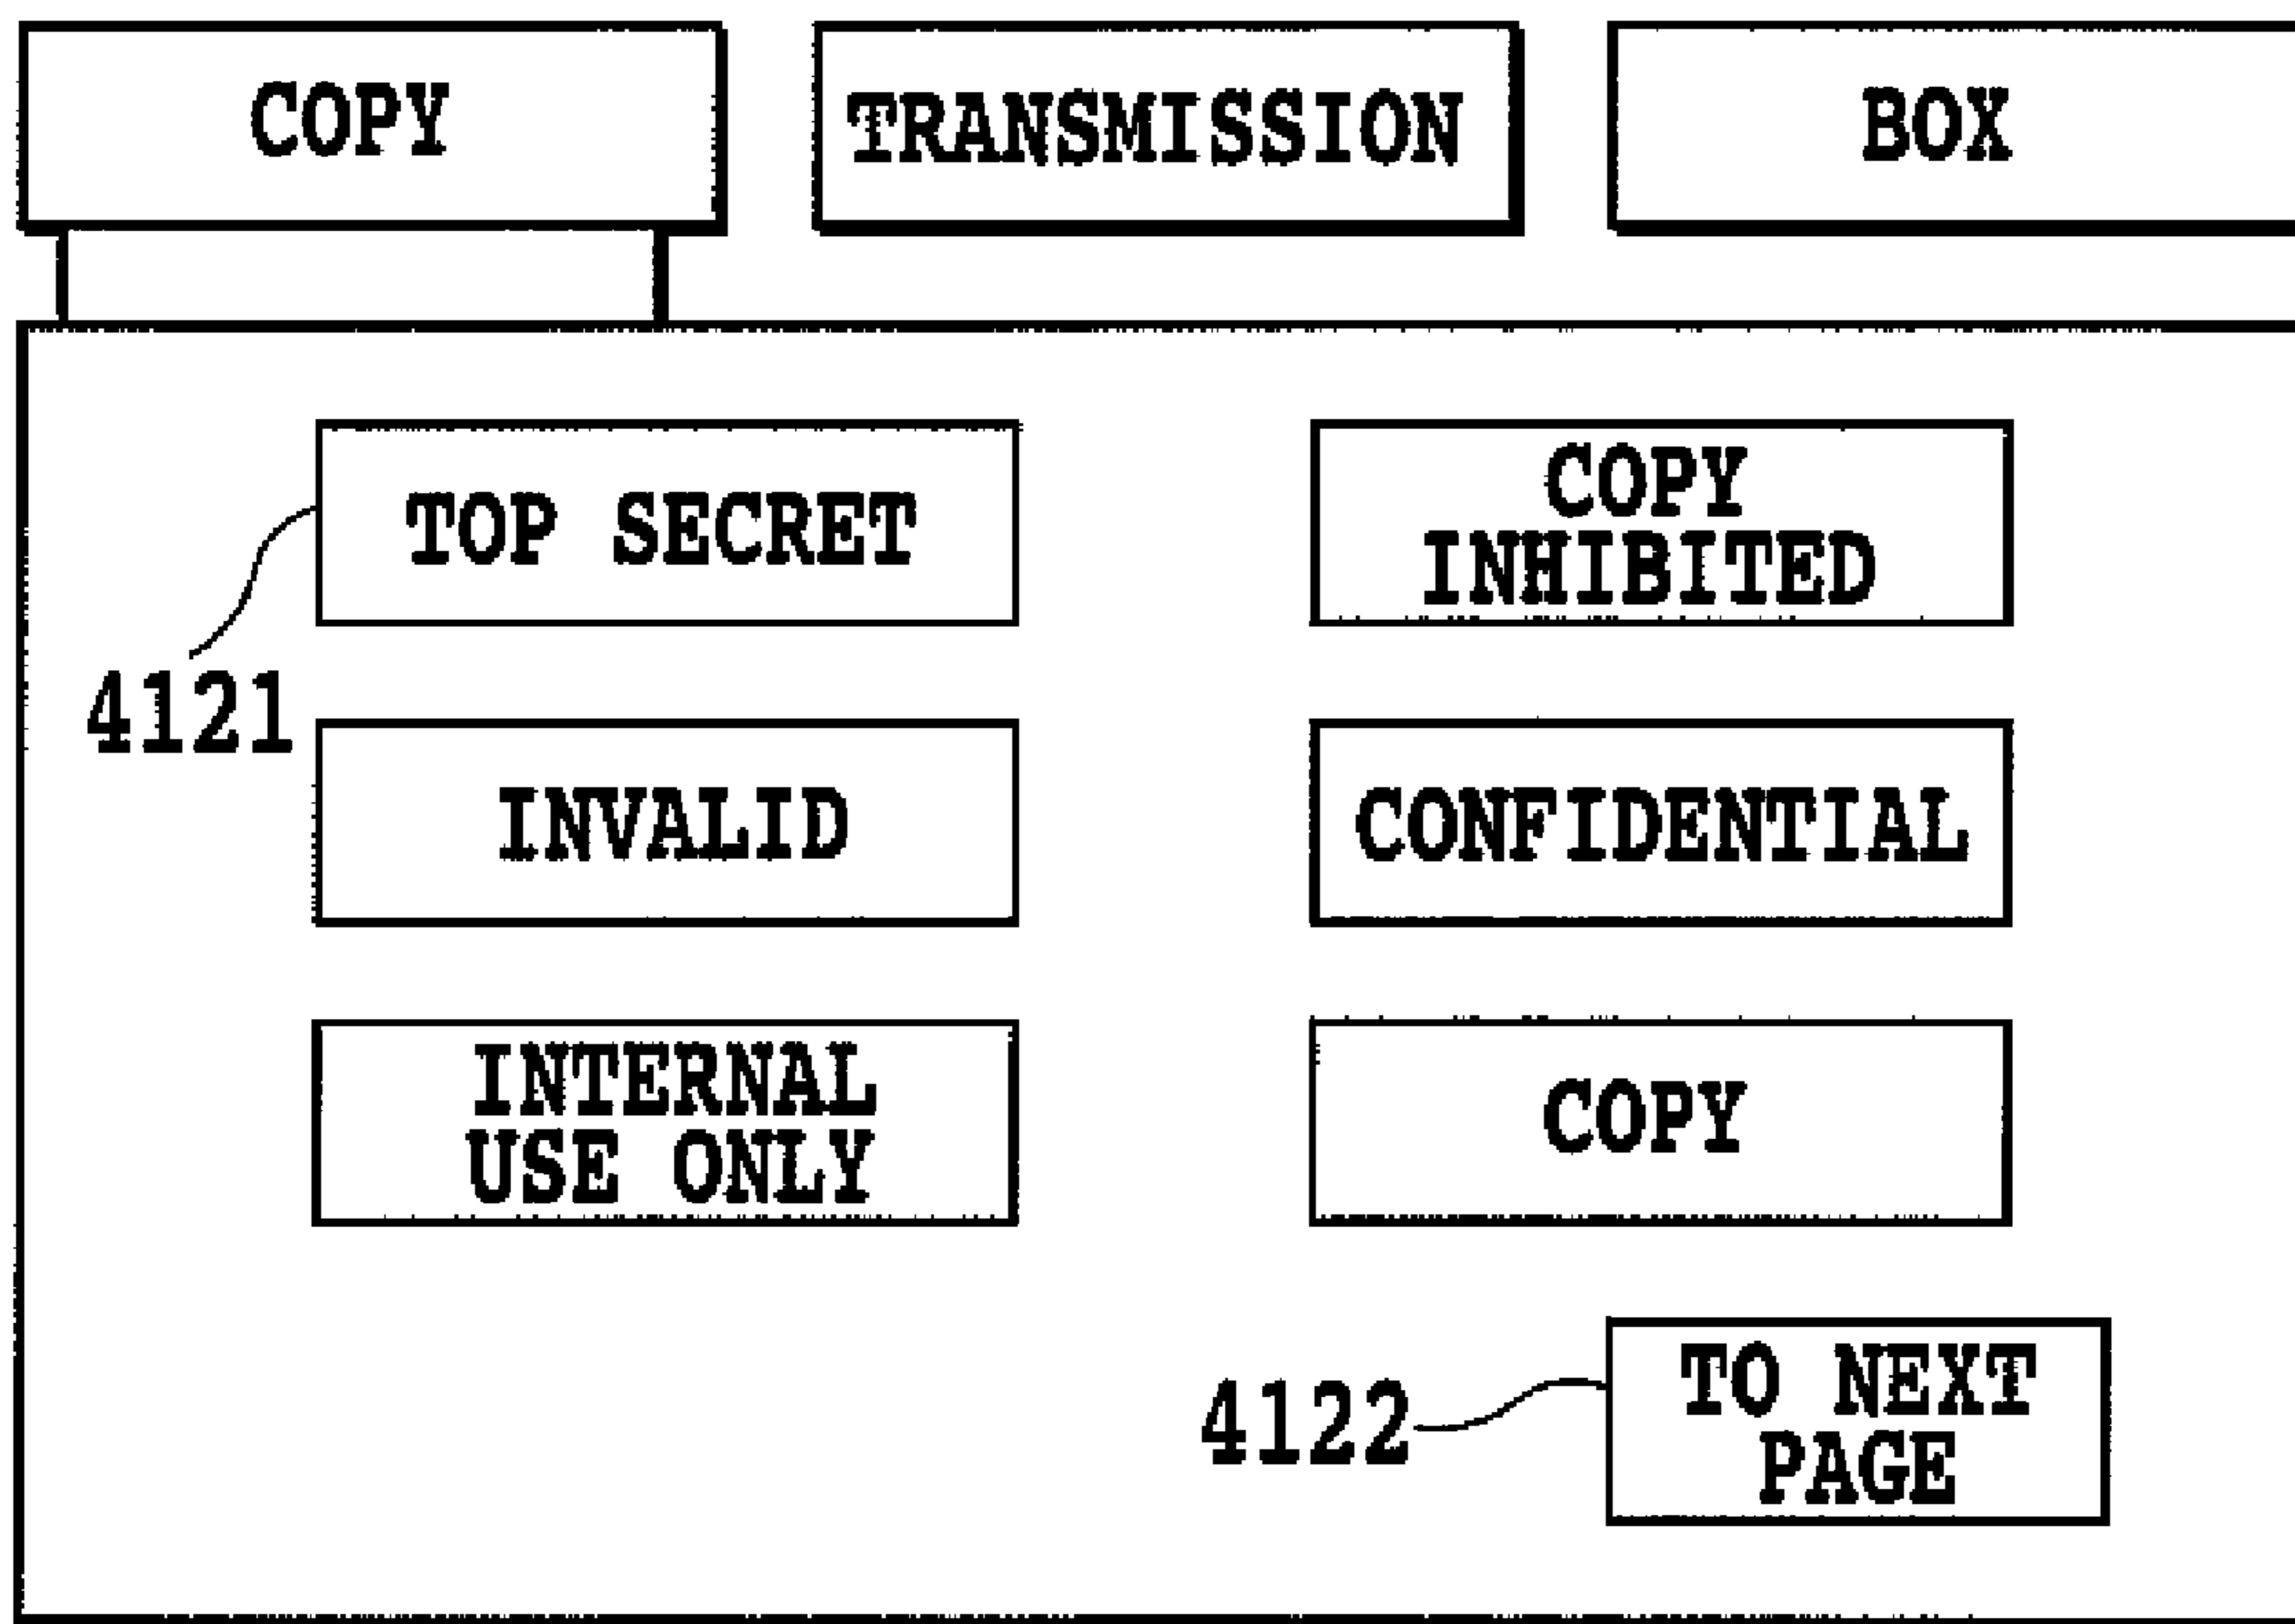 COPY
TRANSMISSION
BOX
TOP SECRET
COPY
INHIBITED
4121
INVALID
CONFIDENTIAL
INTERNAL
USE ONLY
COPY
4122
TO NEXT
PAGE